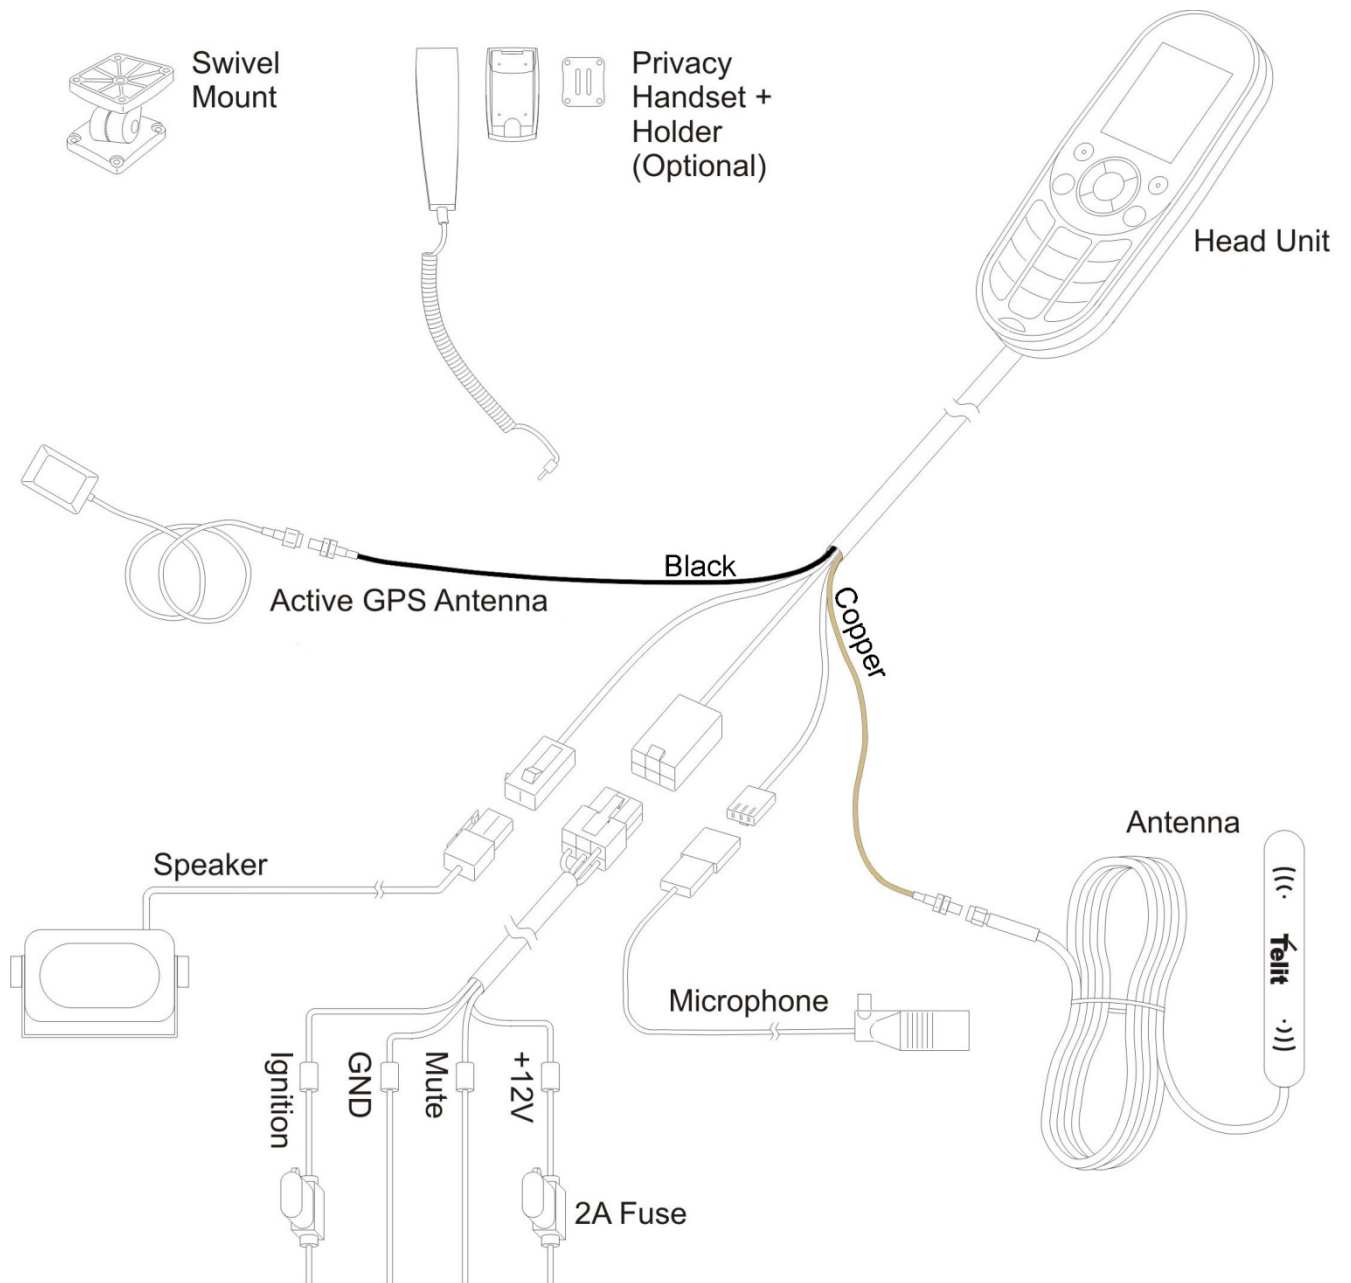 Swivel
Mount
Privacy
Handset +
Holder
(Optional)
Head Unit
Black
Active GPS Antenna
Copper
Antenna
Speaker
Telit
Microphone
Ignition
GND
Mute
+12V
2A Fuse